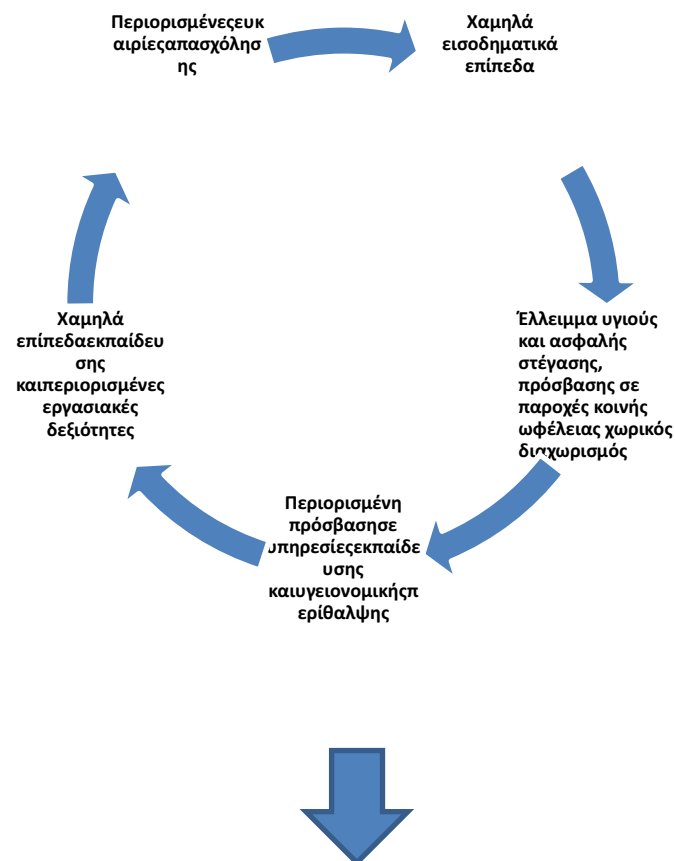 Περιορισμένεςευκ
αιρίεςαπασχόλησ
ης
Χαμηλά
εισοδηματικά
επίπεδα
Έλλειμμα υγιούς
και ασφαλής
στέγασης,
πρόσβασης σε
παροχές κοινής
ωφέλειας χωρικός
διαχωρισμός
Περιορισμένη
πρόσβασησε
υπηρεσίεςεκπαίδε
υσης
καιυγειονομικήςπ
ερίθαλψης
Χαμηλά
επίπεδαεκπαίδευ
σης
καιπεριορισμένες
εργασιακές
δεξιότητες